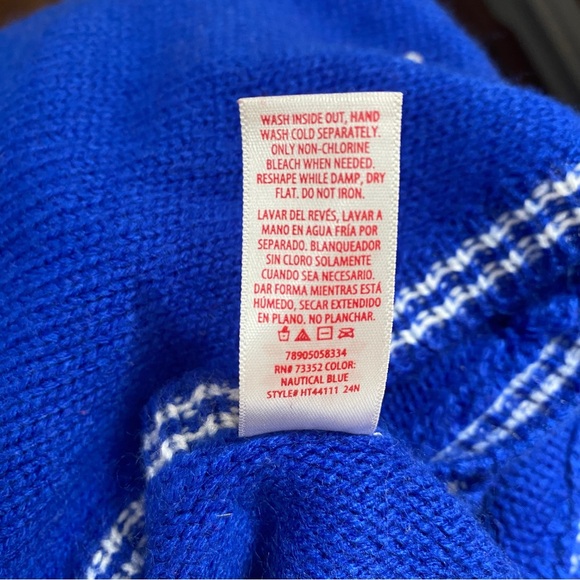 WASH INSIDE OUT, HAND
WASH COLD SEPARATELY.
ONLY NON-CHLORINE
BLEACH WHEN NEEDED.
RESHAPE WHILE DAMP, DRY
FLAT. DO NOT IRON.
LAVAR DEL REVÉS, LAVAR A
MANO EN AGUA FRÍA POR
SEPARADO. BLANQUEADOR
SIN CLORO SOLAMENTE
CUANDO SEA NECESARIO.
DAR FORMA MIENTRAS ESTÁ
HÚMEDO, SECAR EXTENDIDO
EN PLANO. NO PLANCHAR.
78905058334
RN# 73352 COLOR:
NAUTICAL BLUE
STYLE# HT44111 24N